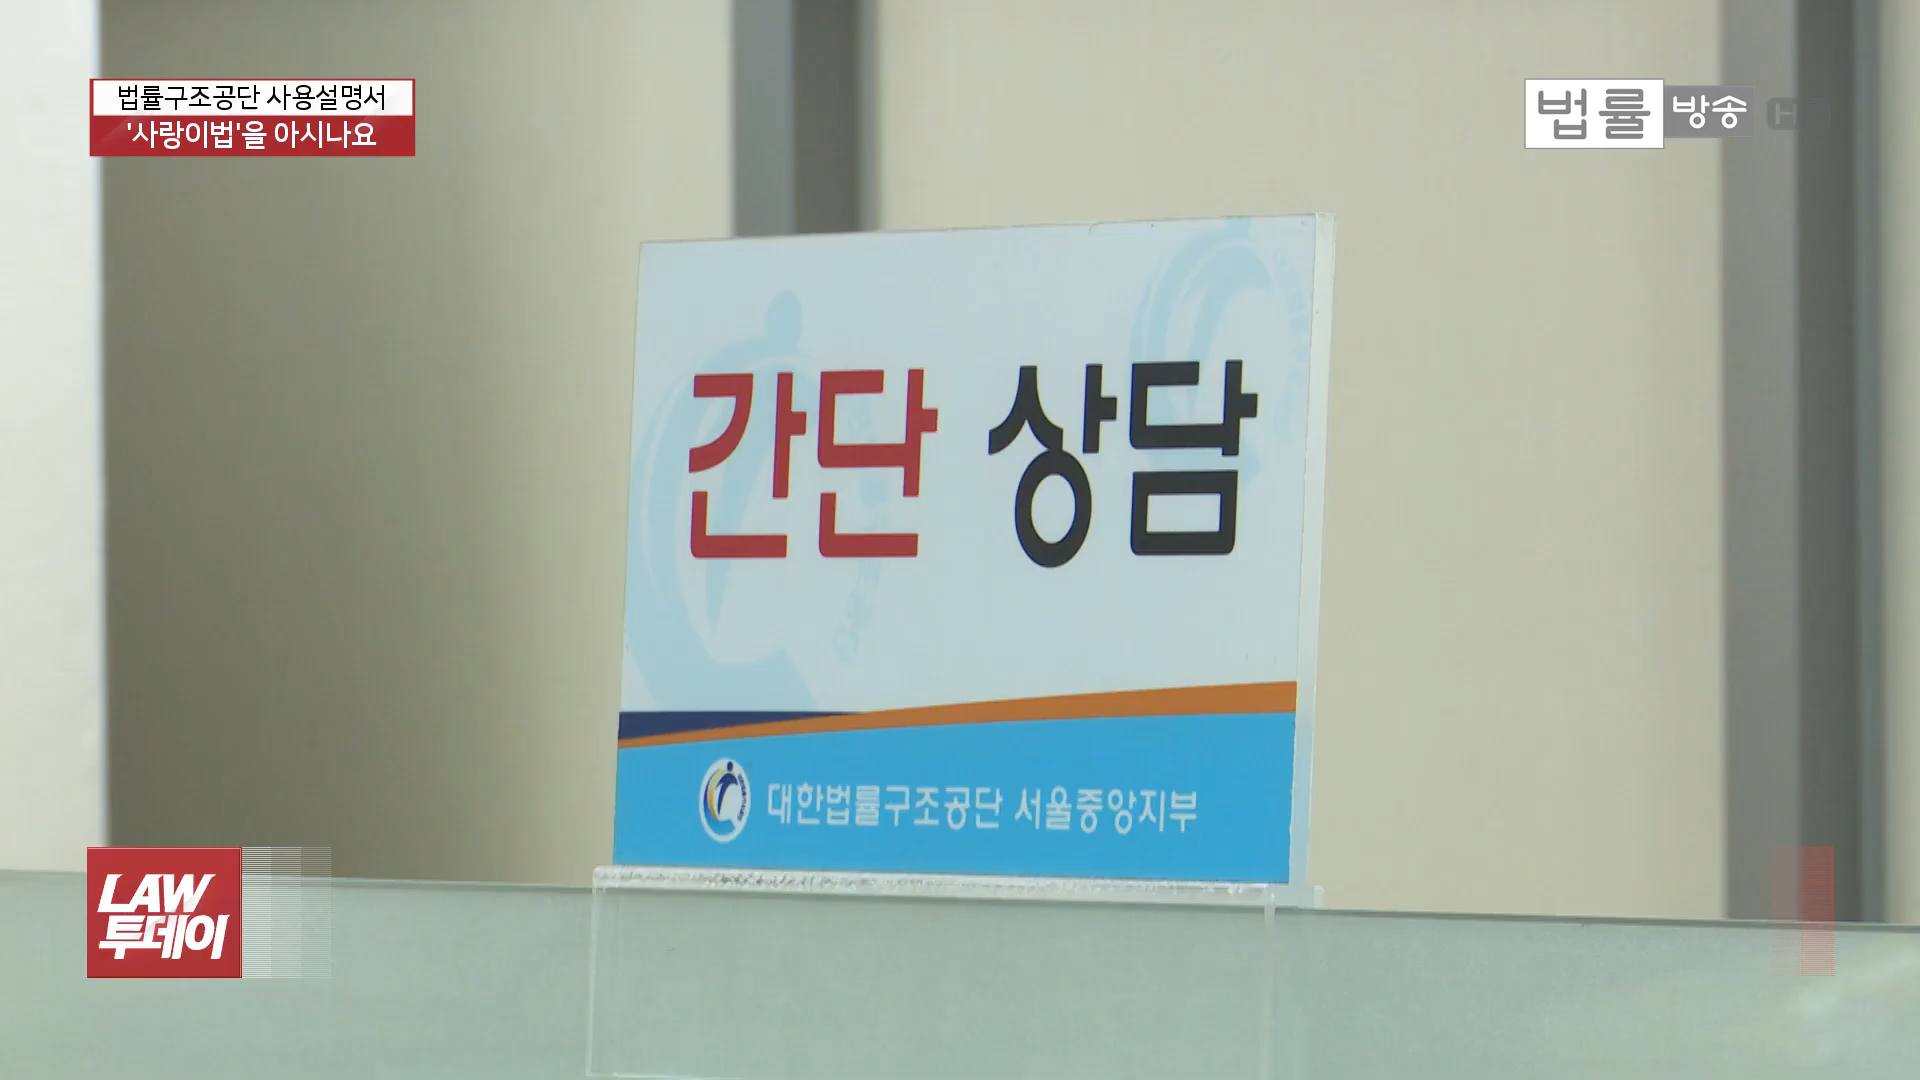 법률구조공단 사용설명서
'사랑이법'을 아시나요
법률방송 H
간단 상담
대한법률구조공단 서울중앙지부
LAW
투데이